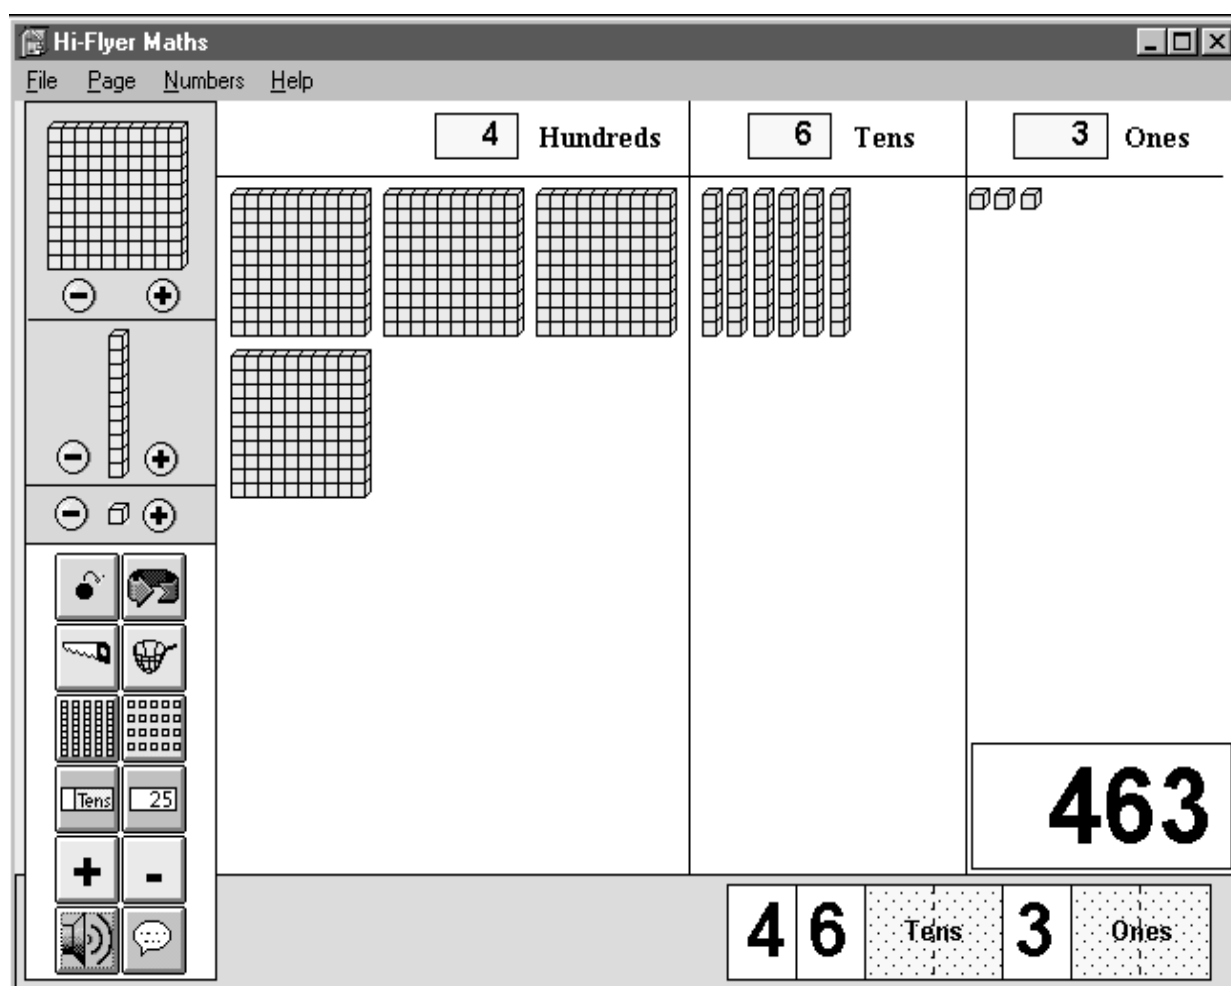 Hi-Flyer Maths
File Page Numbers Help
4 Hundreds 6 Tens 3 Ones
Tens 25
+ -
463
4 6 Tens 3 Ones